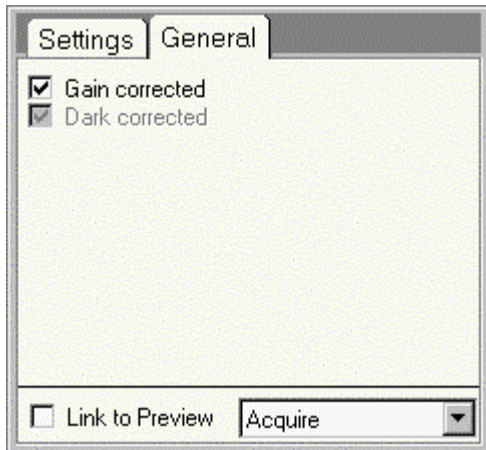 Settings General
Gain corrected
Dark corrected
Link to Preview Acquire